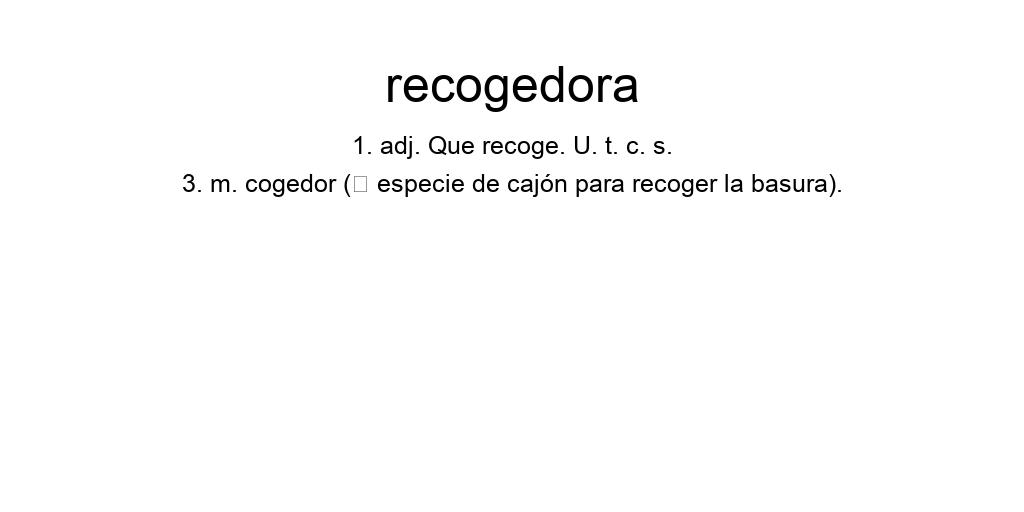 recogedora
1. adj. Que recoge. U. t. c. s.
3. m. cogedor (▯ especie de cajón para recoger la basura).